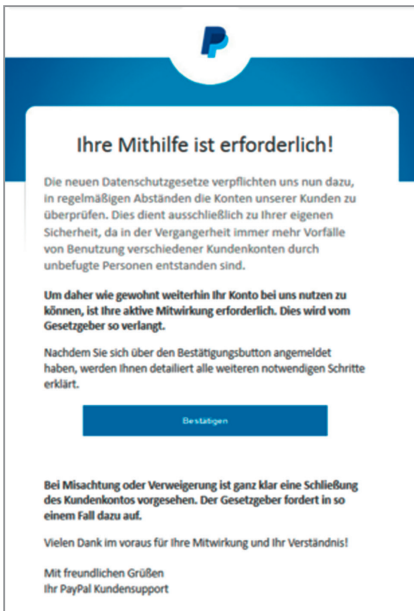 Ihre Mithilfe ist erforderlich!
Die neuen Datenschutzgesetze verpflichten uns nun dazu,
in regelmäßigen Abständen die Konten unserer Kunden zu
überprüfen. Dies dient ausschließlich zu Ihrer eigenen
Sicherheit, da in der Vergangerheit immer mehr Vorfälle
von Benutzung verschiedener Kundenkonten durch
unbefugte Personen entstanden sind.
Um daher wie gewohnt weiterhin Ihr Konto bei uns nutzen zu
können, ist Ihre aktive Mitwirkung erforderlich. Dies wird vom
Gesetzgeber so verlangt.
Nachdem Sie sich über den Bestätigungsbutton angemeldet
haben, werden Ihnen detailiert alle weiteren notwendigen Schritte
erklärt.
Bestätigen
Bei Misachtung oder Verweigerung ist ganz klar eine Schließung
des Kundenkontos vorgesehen. Der Gesetzgeber fordert in so
einem Fall dazu auf.
Vielen Dank im voraus für Ihre Mitwirkung und Ihr Verständnis!
Mit freundlichen Grüßen
Ihr PayPal Kundensupport